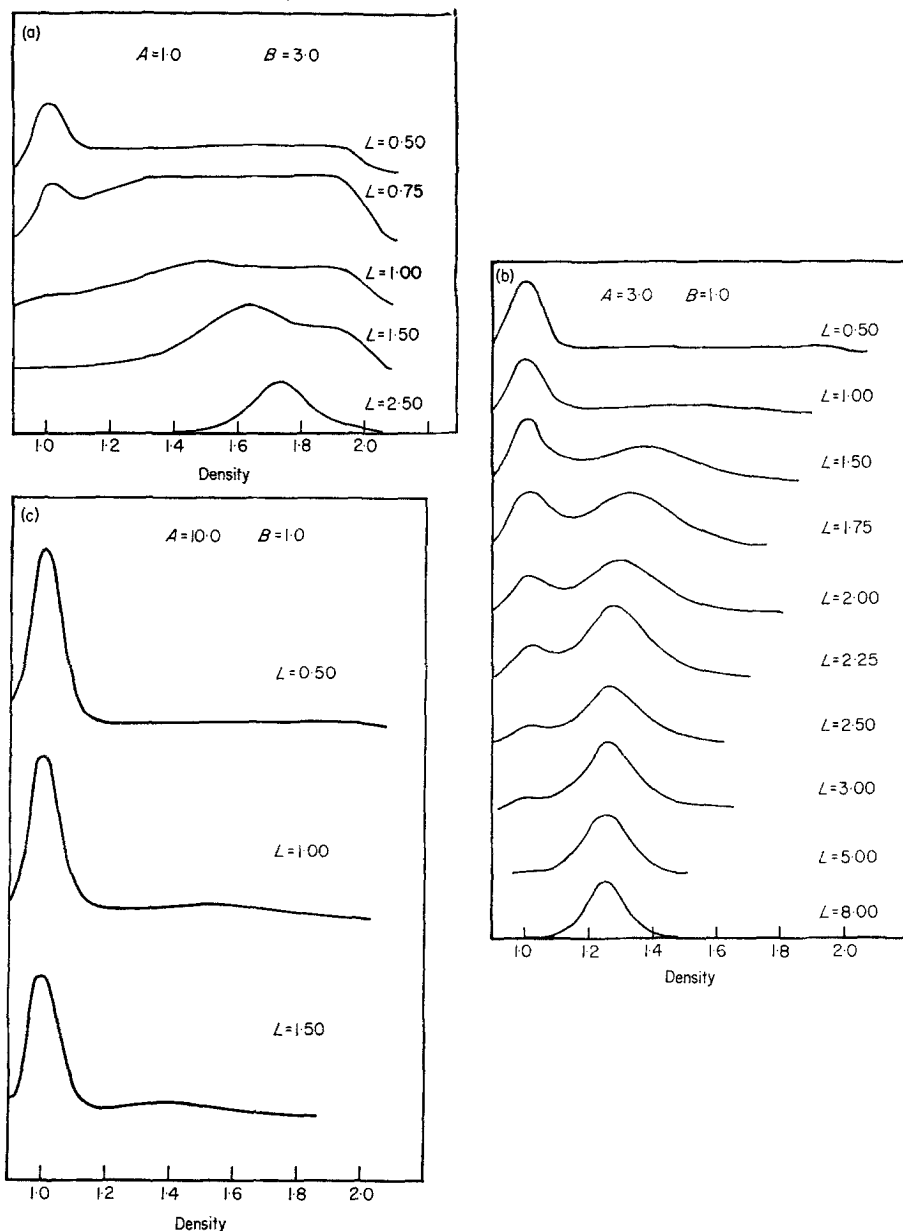 (a)
A=1·0 B=3·0
L=0·50
L=0·75
L=1·00
L=1·50
L=2·50
1·0 1·2 1·4 1·6 1·8 2·0
Density
(b)
A=3·0 B=1·0
L=0·50
L=1·00
L=1·50
L=1·75
L=2·00
L=2·25
L=2·50
L=3·00
L=5·00
L=8·00
1·0 1·2 1·4 1·6 1·8 2·0
Density
(c)
A=10·0 B=1·0
L=0·50
L=1·00
L=1·50
1·0 1·2 1·4 1·6 1·8 2·0
Density